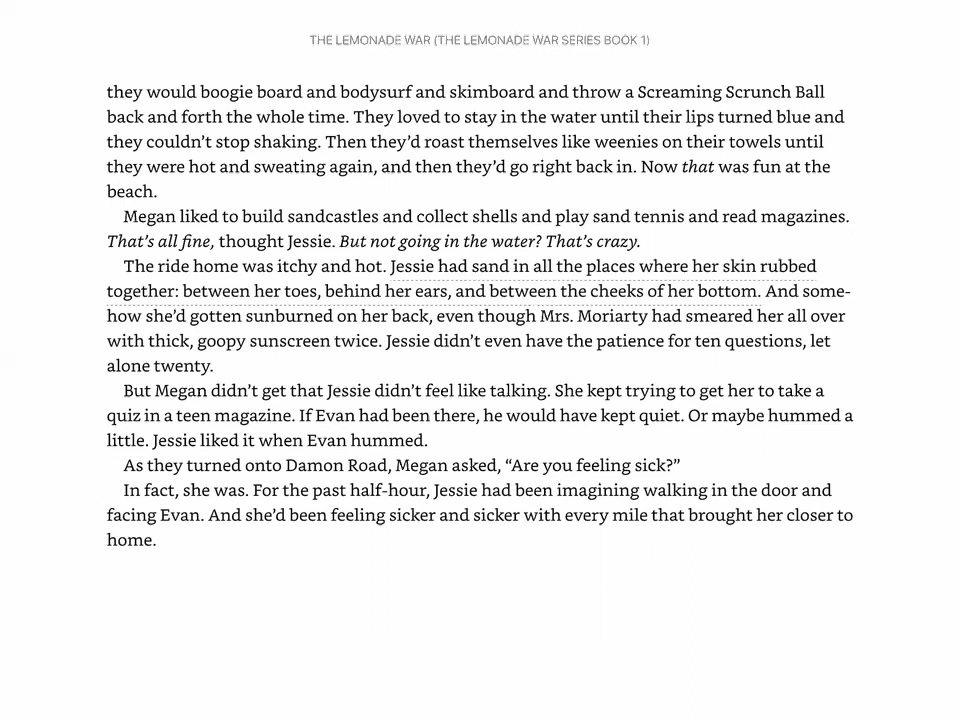 THE LEMONADE WAR (THE LEMONADE WAR SERIES BOOK 1)
they would boogie board and bodysurf and skimboard and throw a Screaming Scrunch Ball
back and forth the whole time. They loved to stay in the water until their lips turned blue and
they couldn’t stop shaking. Then they’d roast themselves like weenies on their towels until
they were hot and sweating again, and then they’d go right back in. Now that was fun at the
beach.
Megan liked to build sandcastles and collect shells and play sand tennis and read magazines.
That’s all fine, thought Jessie. But not going in the water? That’s crazy.
The ride home was itchy and hot. Jessie had sand in all the places where her skin rubbed
together: between her toes, behind her ears, and between the cheeks of her bottom. And some-
how she’d gotten sunburned on her back, even though Mrs. Moriarty had smeared her all over
with thick, goopy sunscreen twice. Jessie didn’t even have the patience for ten questions, let
alone twenty.
But Megan didn’t get that Jessie didn’t feel like talking. She kept trying to get her to take a
quiz in a teen magazine. If Evan had been there, he would have kept quiet. Or maybe hummed a
little. Jessie liked it when Evan hummed.
As they turned onto Damon Road, Megan asked, “Are you feeling sick?”
In fact, she was. For the past half-hour, Jessie had been imagining walking in the door and
facing Evan. And she’d been feeling sicker and sicker with every mile that brought her closer to
home.